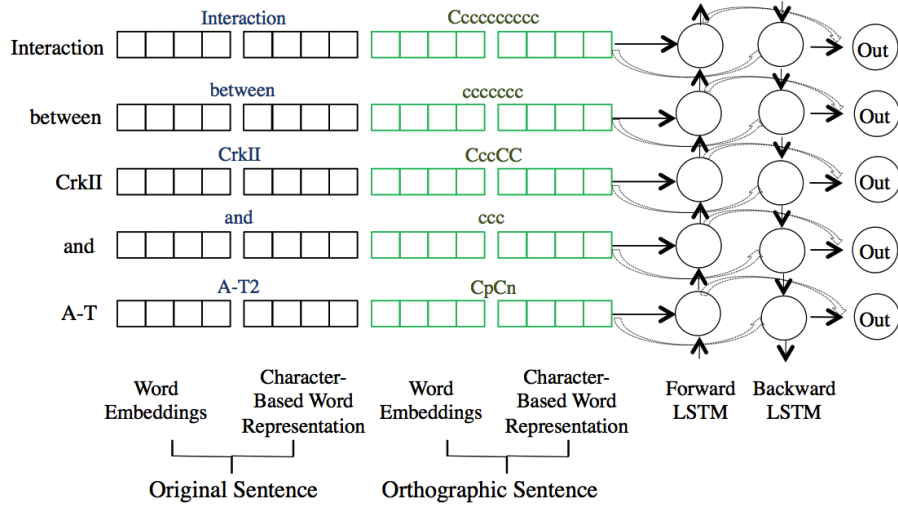 Interaction Cccccccccc
Interaction Out
between ccccccc
between Out
CrkII CccCC
CrkII Out
and ccc
and Out
A-T2 CpCn
A-T Out
Word Embeddings
Character-Based Word Representation
Word Embeddings
Character-Based Word Representation
Forward LSTM
Backward LSTM
Original Sentence
Orthographic Sentence